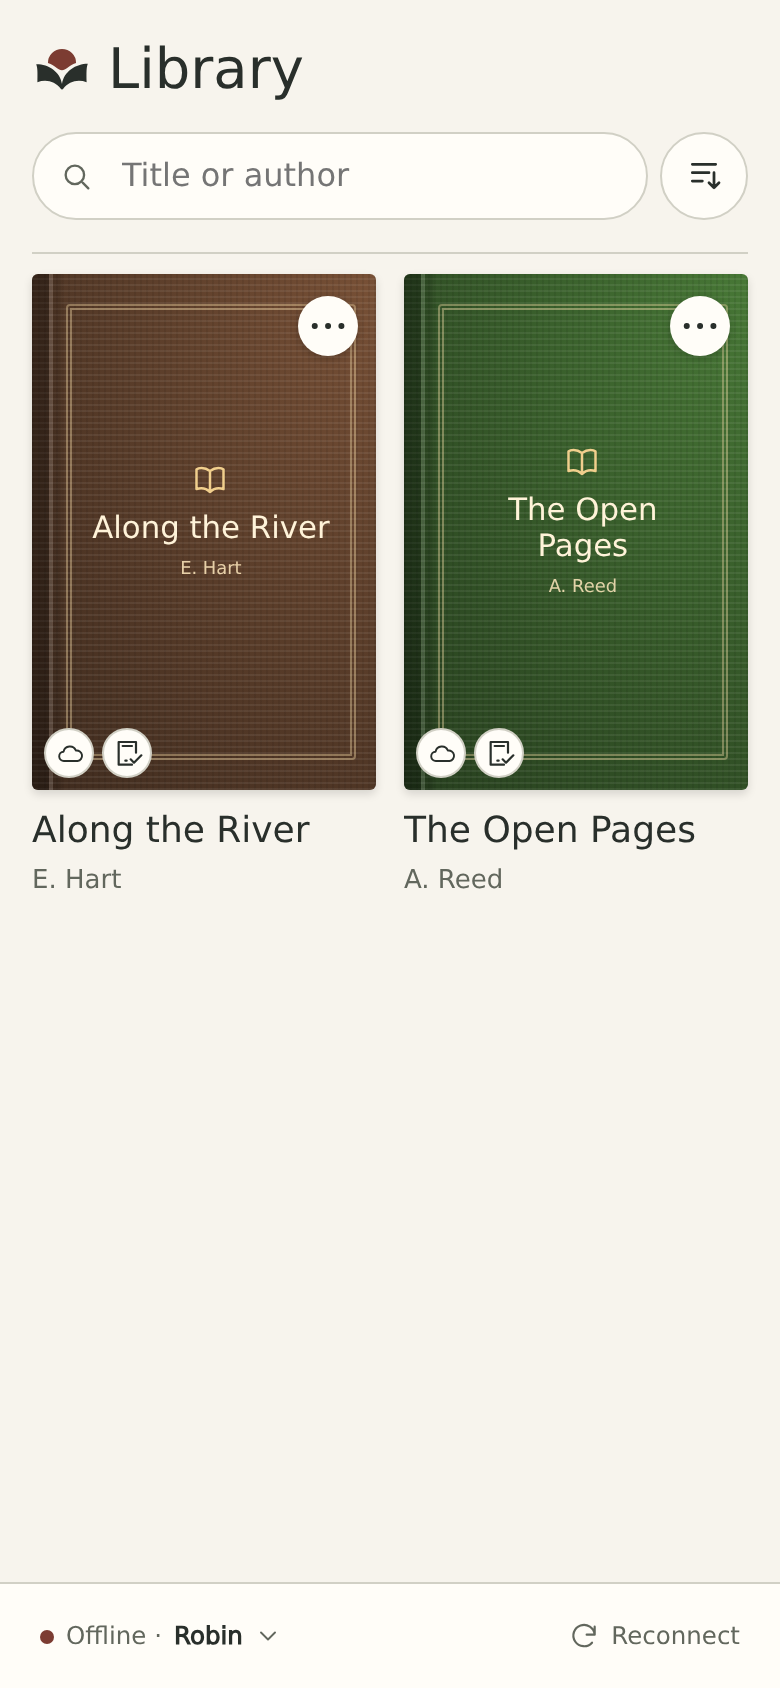 Library
Title or author
Along the River
E. Hart
The Open
Pages
A. Reed
Along the River
E. Hart
The Open Pages
A. Reed
Offline · Robin
Reconnect